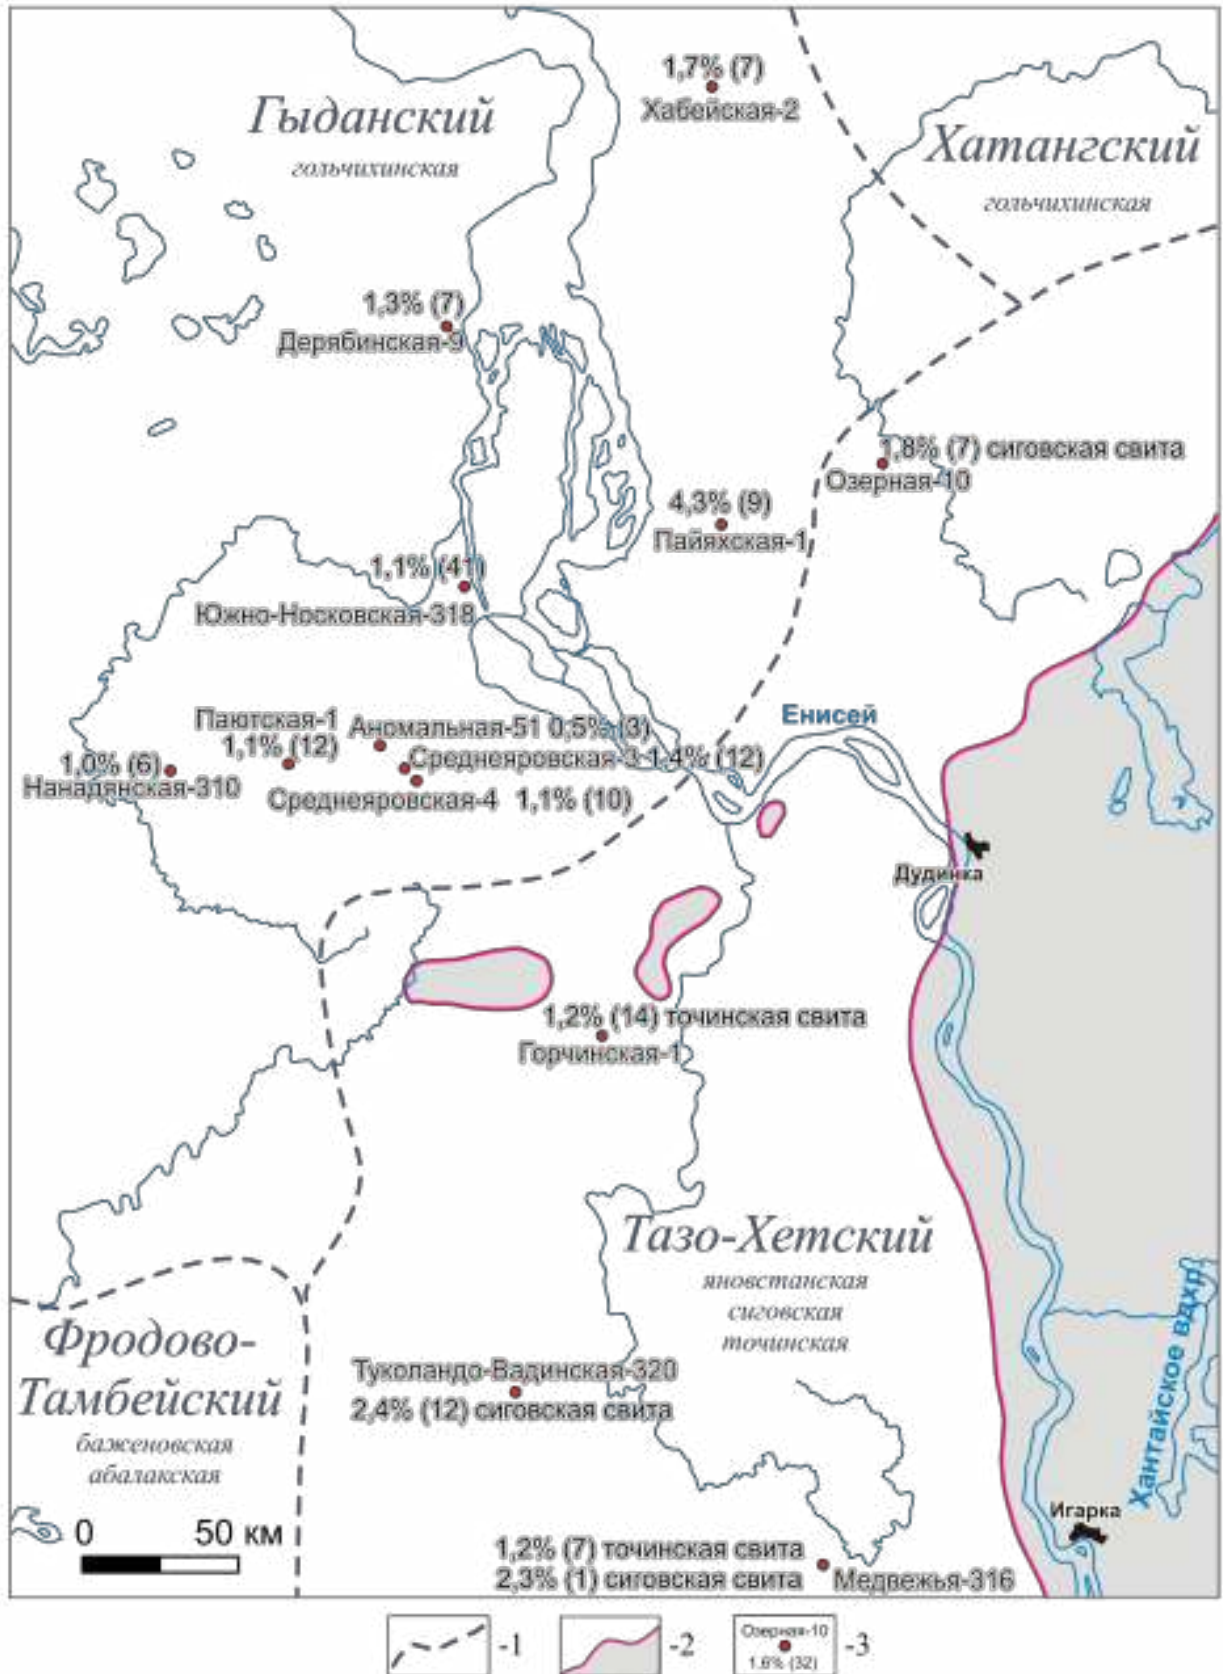 1,7% (7)
Хабейская-2
Гыданский
гольчихинская
Хатангский
гольчихинская
1,3% (7)
Дерябинская-9
1,8% (7) сиговская свита
Озерная-10
4,3% (9)
Пайяхская-1
1,1% (41)
Южно-Носковская-318
Паютская-1
1,1% (12)
Аномальная-51 0,5% (3)
Енисей
1,0% (6)
Нанадянская-310
Среднеяровская-3 1,4% (12)
Среднеяровская-4 1,1% (10)
Дудинка
1,2% (14) точинская свита
Горчинская-1
Тазо-Хетский
яновстанская
сиговская
точинская
Фродово-
Тамбейский
баженовская
абалакская
Туколандо-Вадинская-320
2,4% (12) сиговская свита
Хантайское вдхр.
Игарка
0 50 км
1,2% (7) точинская свита
2,3% (1) сиговская свита
Медвежья-316
-1
-2
Озерная-10
1,6% (32)
-3